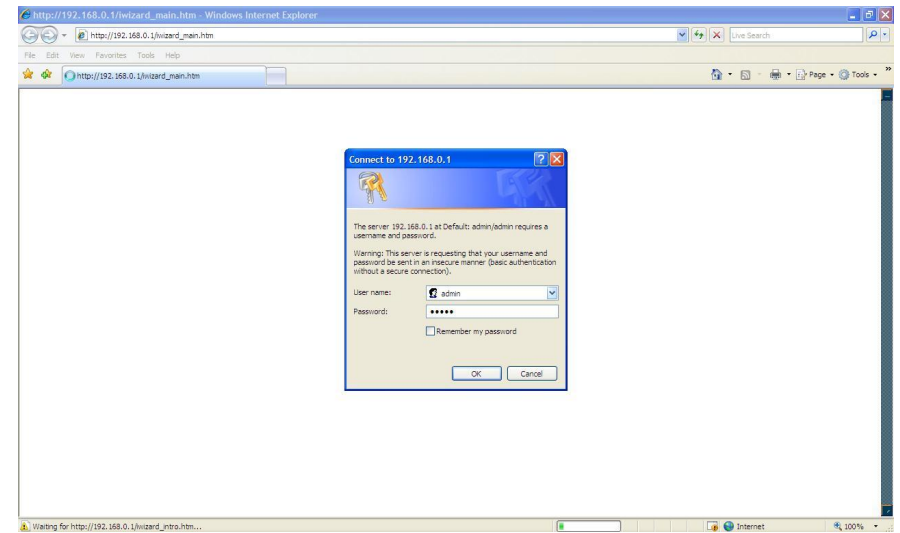 http://192.168.0.1/iwizard_main.htm - Windows Internet Explorer
http://192.168.0.1/iwizard_main.htm
Live Search
File Edit View Favorites Tools Help
http://192.168.0.1/iwizard_main.htm
Page Tools
Connect to 192.168.0.1
The server 192.168.0.1 at Default: admin/admin requires a
username and password.
Warning: This server is requesting that your username and
password be sent in an insecure manner (basic authentication
without a secure connection).
User name: admin
Password: •••••
Remember my password
OK Cancel
Waiting for http://192.168.0.1/iwizard_intro.htm...
Internet 100%